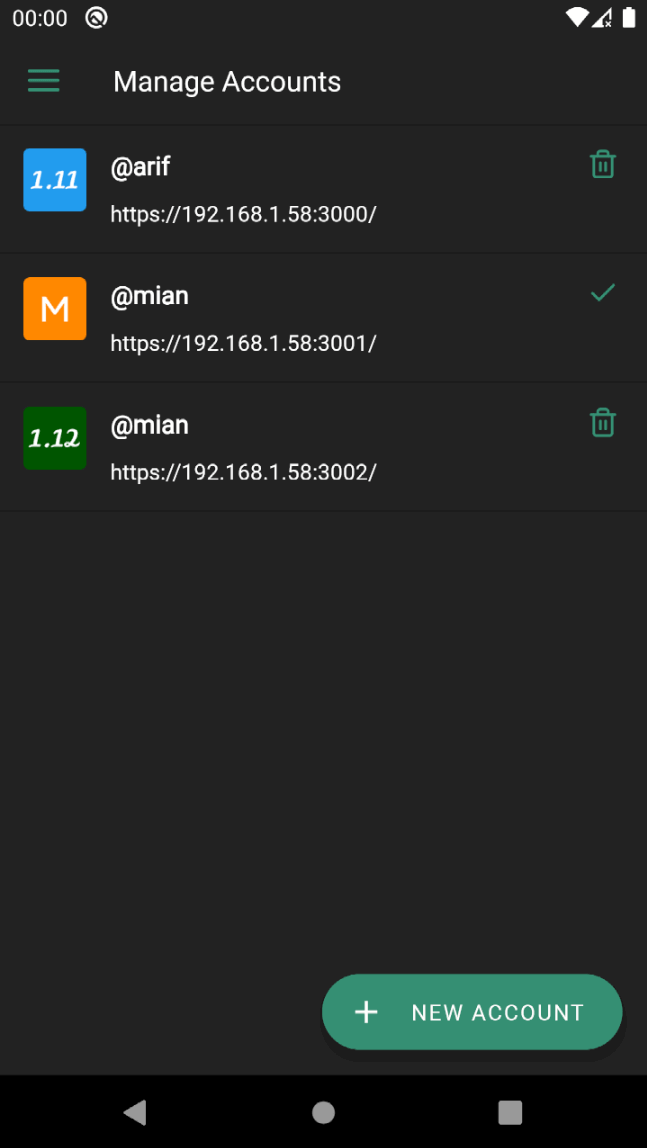 00:00
Manage Accounts
1.11
@arif
https://192.168.1.58:3000/
M
@mian
https://192.168.1.58:3001/
1.12
@mian
https://192.168.1.58:3002/
NEW ACCOUNT